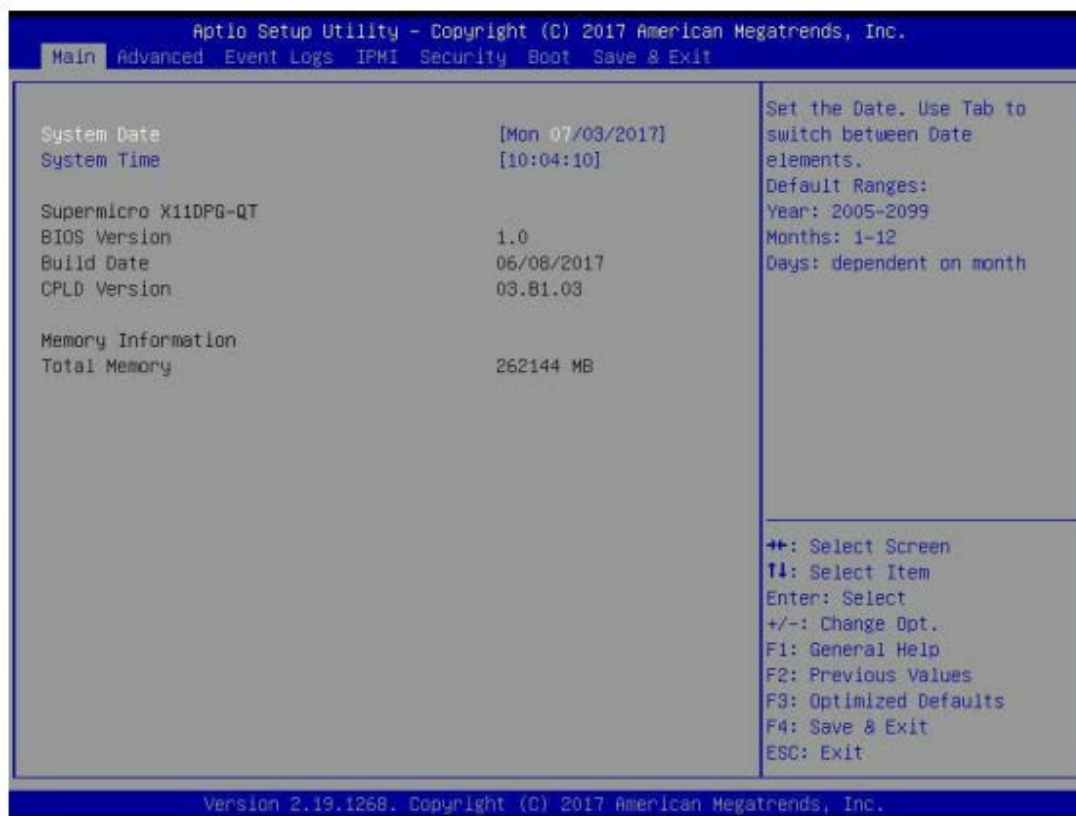 Aptio Setup Utility - Copyright (C) 2017 American Megatrends, Inc.
Main Advanced Event Logs IPMI Security Boot Save & Exit
System Date [Mon 07/03/2017]
System Time [10:04:10]
Supermicro X11DPG-QT
BIOS Version 1.0
Build Date 06/08/2017
CPLD Version 03.B1.03
Memory Information
Total Memory 262144 MB
Set the Date. Use Tab to
switch between Date
elements.
Default Ranges:
Year: 2005-2099
Months: 1-12
Days: dependent on month
→←: Select Screen
↑↓: Select Item
Enter: Select
+/-: Change Opt.
F1: General Help
F2: Previous Values
F3: Optimized Defaults
F4: Save & Exit
ESC: Exit
Version 2.19.1268. Copyright (C) 2017 American Megatrends, Inc.